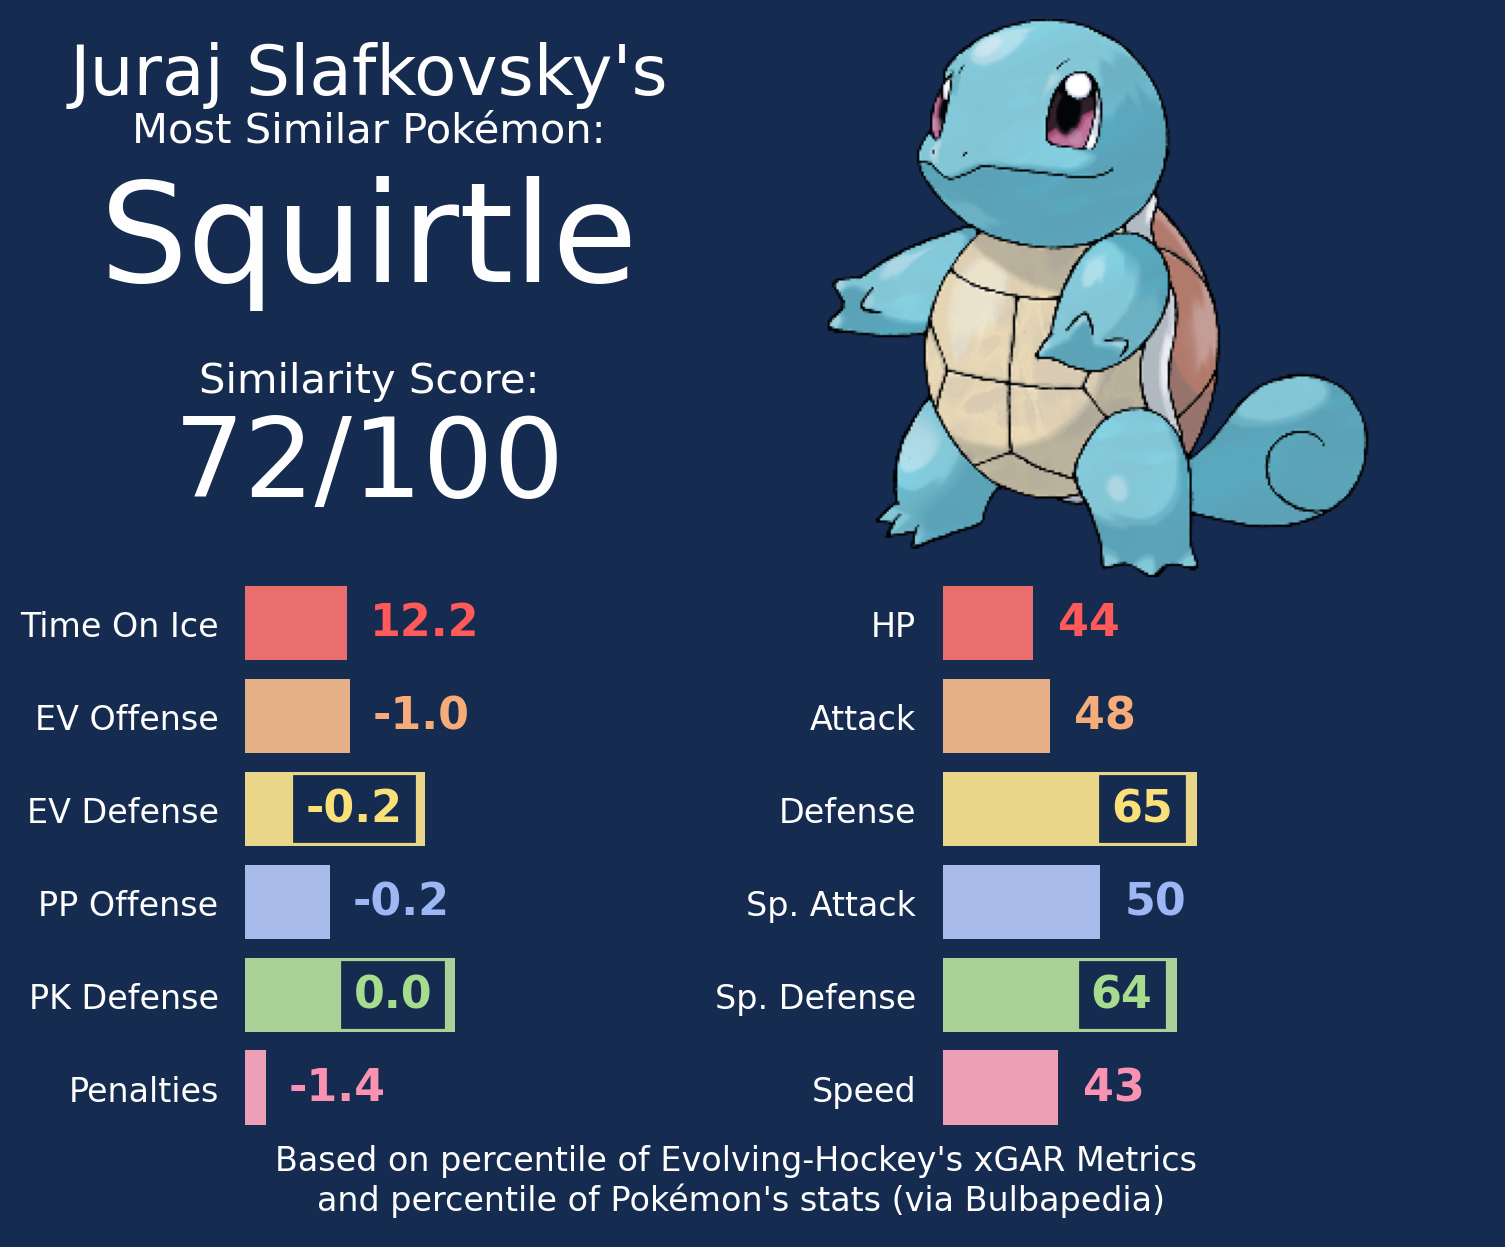 Juraj Slafkovsky's
Most Similar Pokémon:
Squirtle
Similarity Score:
72/100
Time On Ice 12.2
EV Offense -1.0
EV Defense -0.2
PP Offense -0.2
PK Defense 0.0
Penalties -1.4
HP 44
Attack 48
Defense 65
Sp. Attack 50
Sp. Defense 64
Speed 43
Based on percentile of Evolving-Hockey's xGAR Metrics
and percentile of Pokémon's stats (via Bulbapedia)